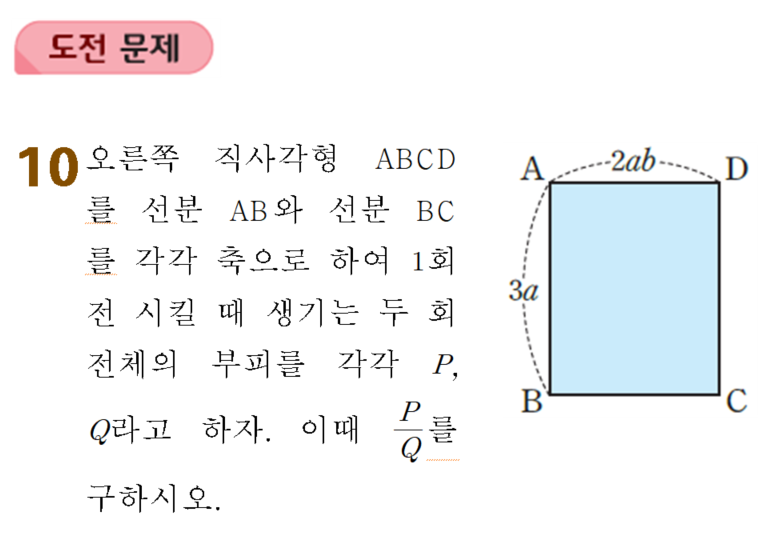 도전 문제
10 오른쪽 직사각형 ABCD
를 선분 AB와 선분 BC
를 각각 축으로 하여 1회
전 시킬 때 생기는 두 회
전체의 부피를 각각 P,
Q라고 하자. 이때 P/Q를
구하시오.
A 2ab D
3a
B C